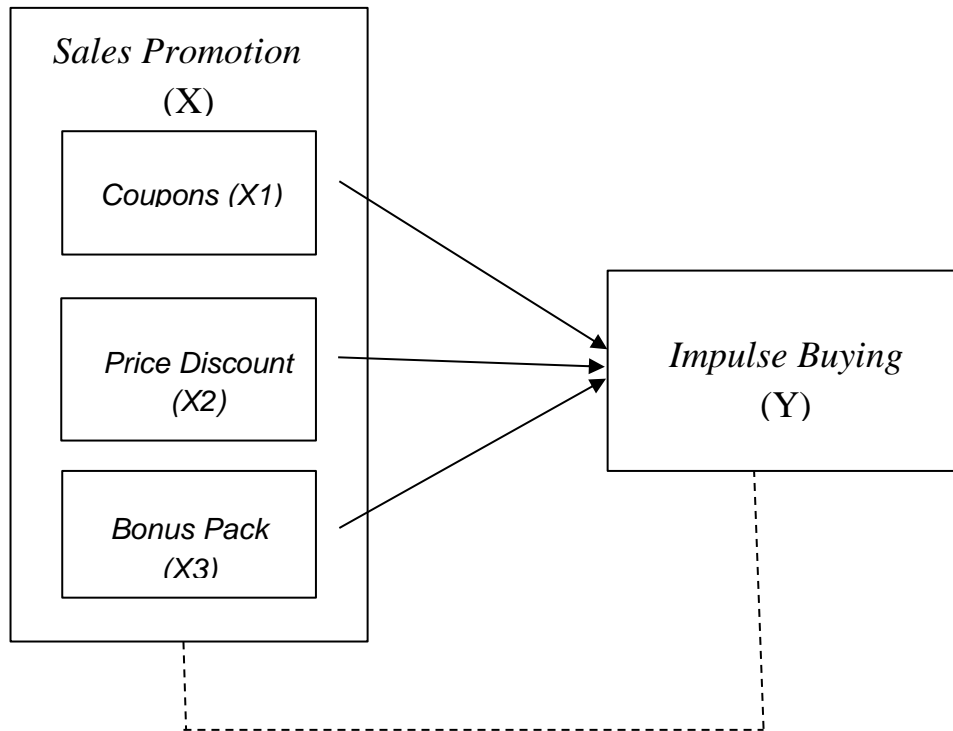 Sales Promotion
(X)
Coupons (X1)
Price Discount
(X2)
Bonus Pack
(X3)
Impulse Buying
(Y)